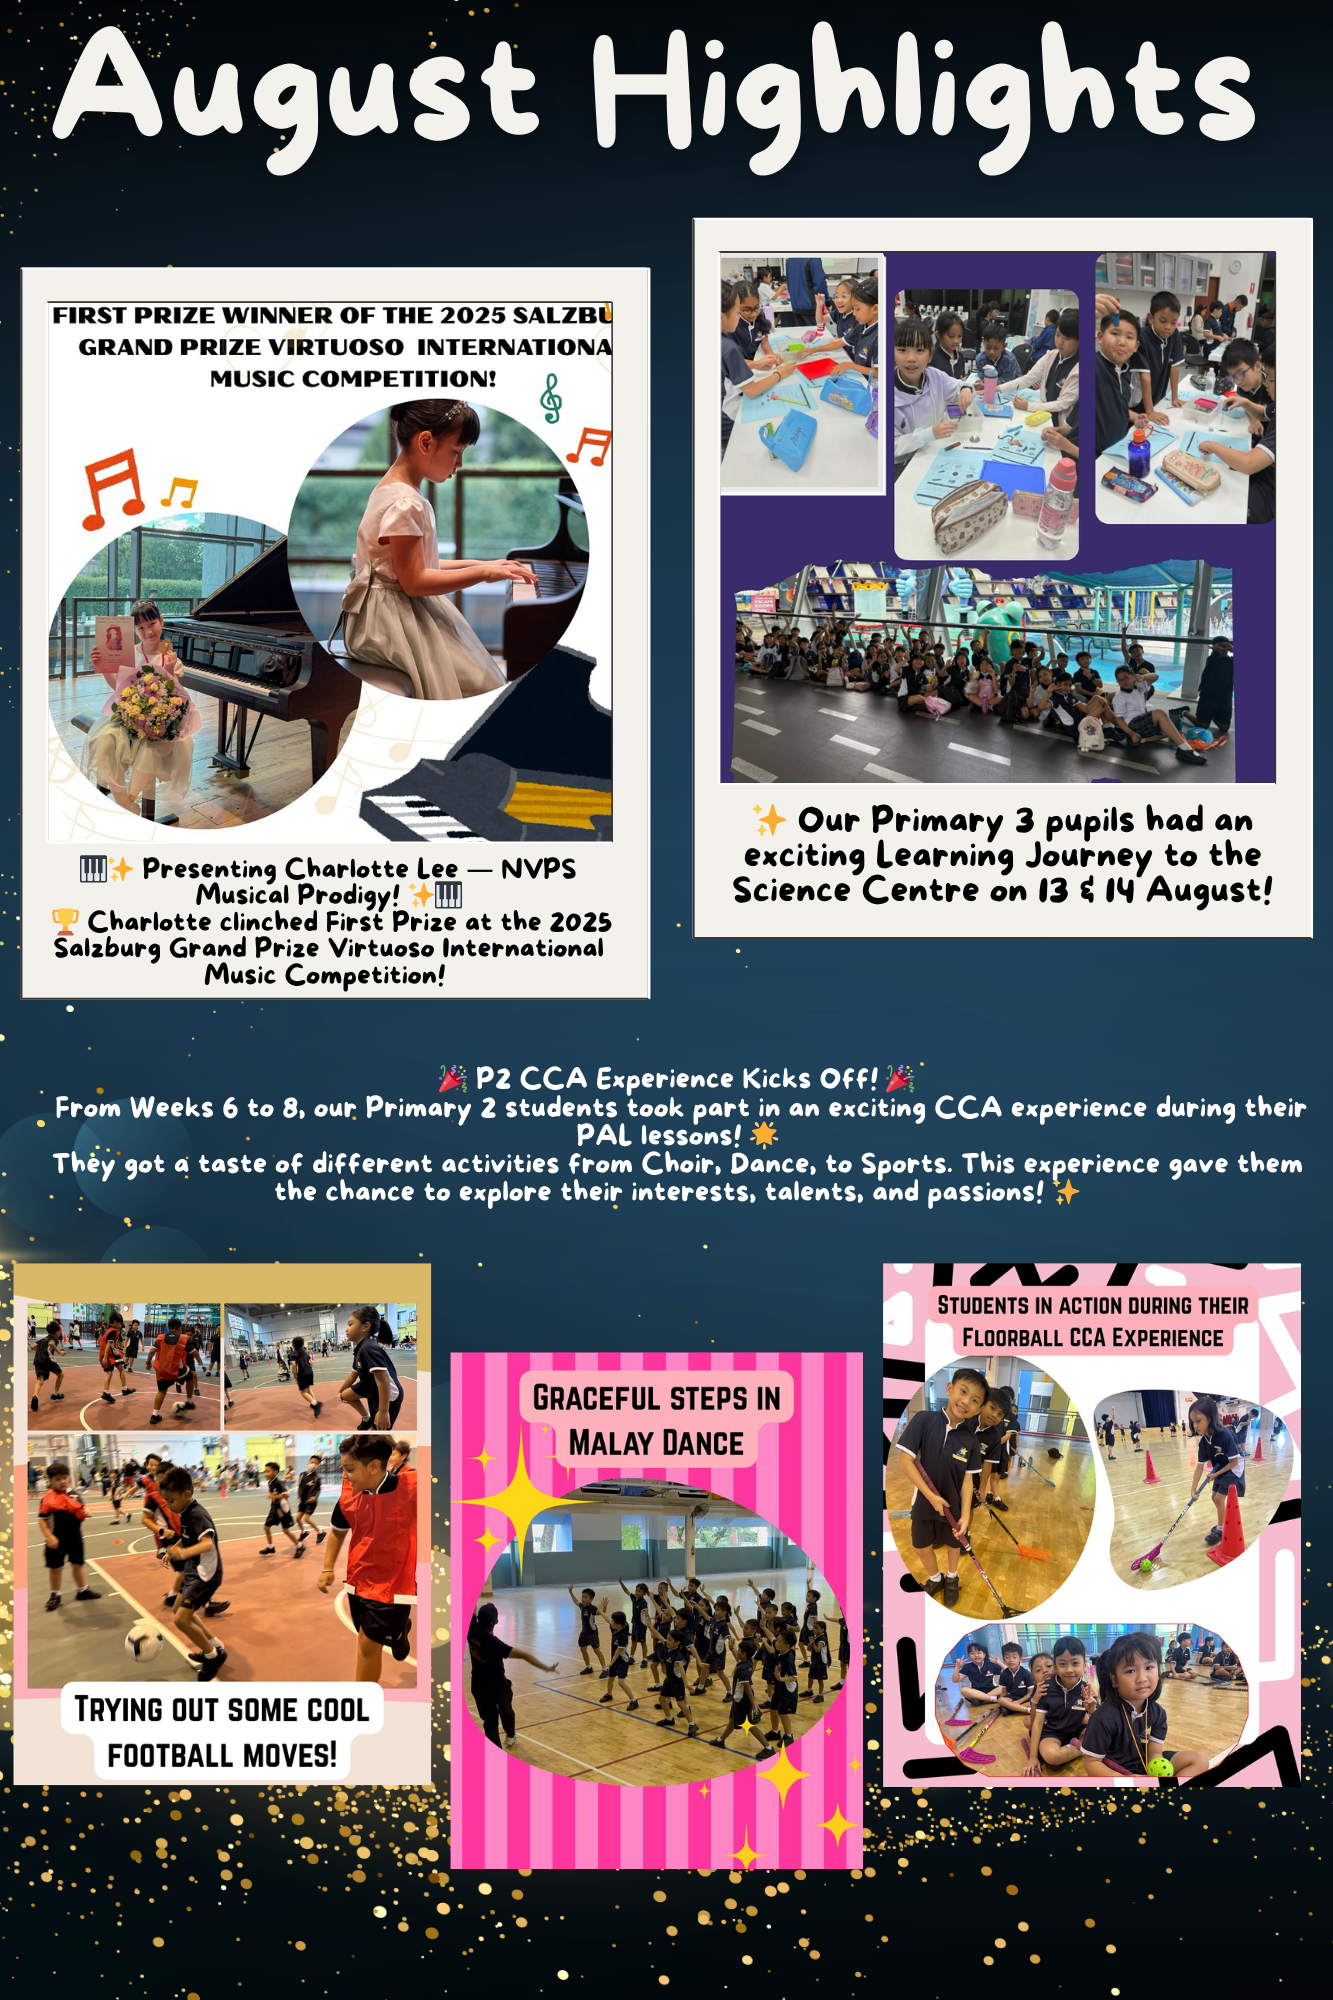 August Highlights
FIRST PRIZE WINNER OF THE 2025 SALZBU
GRAND PRIZE VIRTUOSO INTERNATIONA
MUSIC COMPETITION!
🎹✨ Presenting Charlotte Lee — NVPS
Musical Prodigy! ✨🎹
🏆 Charlotte clinched First Prize at the 2025
Salzburg Grand Prize Virtuoso International
Music Competition!
✨ Our Primary 3 pupils had an
exciting Learning Journey to the
Science Centre on 13 & 14 August!
🎉 P2 CCA Experience Kicks Off! 🎉
From Weeks 6 to 8, our Primary 2 students took part in an exciting CCA experience during their
PAL lessons! 🌟
They got a taste of different activities from Choir, Dance, to Sports. This experience gave them
the chance to explore their interests, talents, and passions! ✨
TRYING OUT SOME COOL
FOOTBALL MOVES!
GRACEFUL STEPS IN
MALAY DANCE
STUDENTS IN ACTION DURING THEIR
FLOORBALL CCA EXPERIENCE